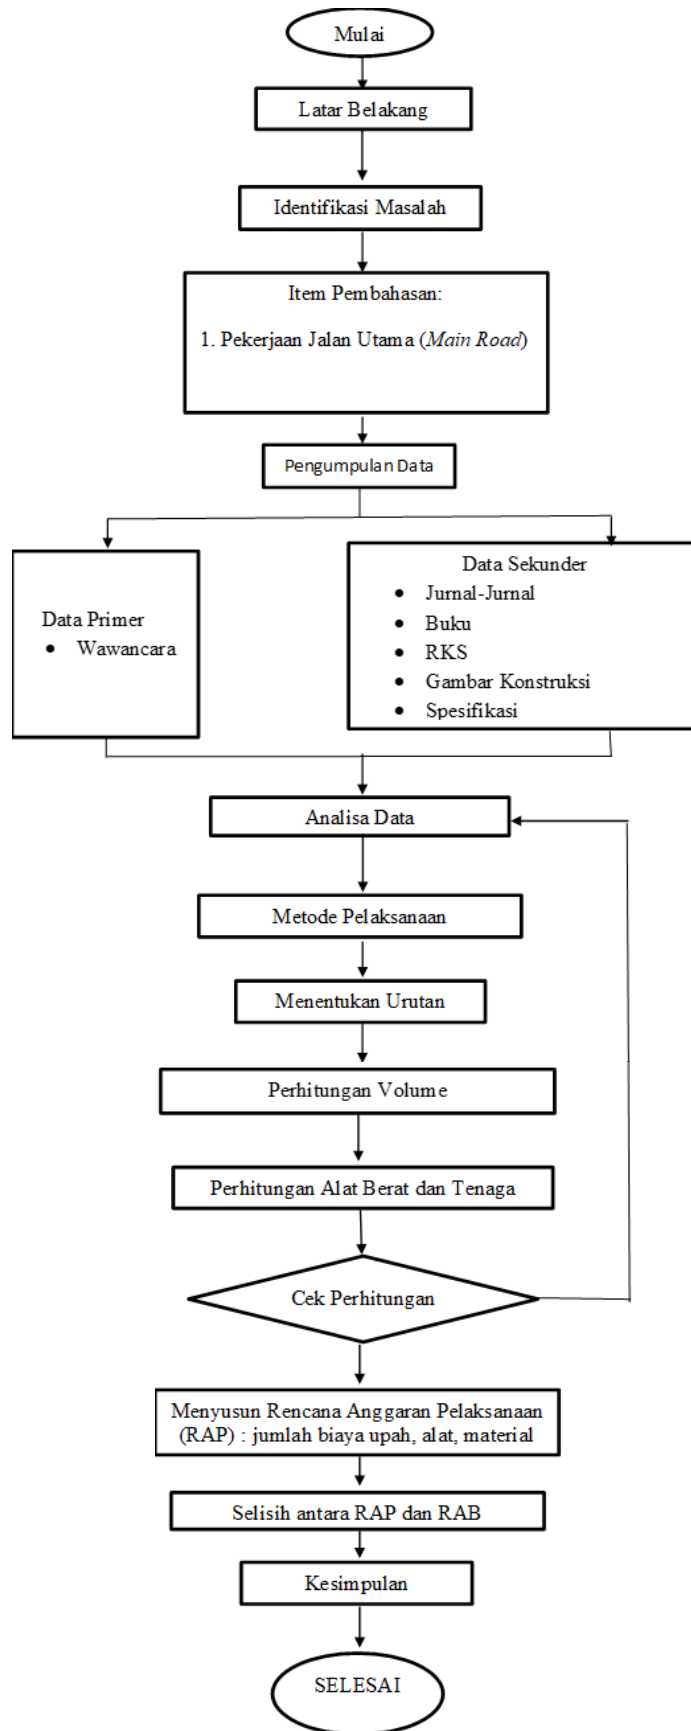 Mulai
Latar Belakang
Identifikasi Masalah
Item Pembahasan:
1. Pekerjaan Jalan Utama (Main Road)
Pengumpulan Data
Data Primer
• Wawancara
Data Sekunder
• Jurnal-Jurnal
• Buku
• RKS
• Gambar Konstruksi
• Spesifikasi
Analisa Data
Metode Pelaksanaan
Menentukan Urutan
Perhitungan Volume
Perhitungan Alat Berat dan Tenaga
Cek Perhitungan
Menyusun Rencana Anggaran Pelaksanaan
(RAP) : jumlah biaya upah, alat, material
Selisih antara RAP dan RAB
Kesimpulan
SELESAI